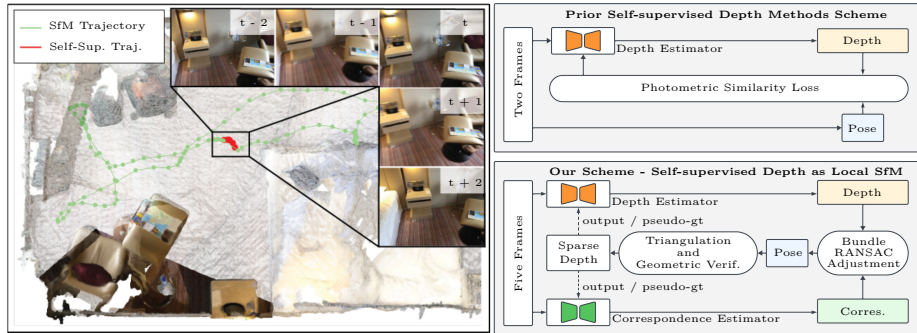 SfM Trajectory
Self-Sup. Traj.
t - 2
t - 1
t
t + 1
t + 2
Prior Self-supervised Depth Methods Scheme
Two Frames
Depth Estimator
Depth
Photometric Similarity Loss
Pose
Our Scheme - Self-supervised Depth as Local SfM
Five Frames
Depth Estimator
Depth
output / pseudo-gt
Sparse
Depth
Triangulation
and
Geometric Verif.
Pose
Bundle
RANSAC
Adjustment
output / pseudo-gt
Correspondence Estimator
Corres.